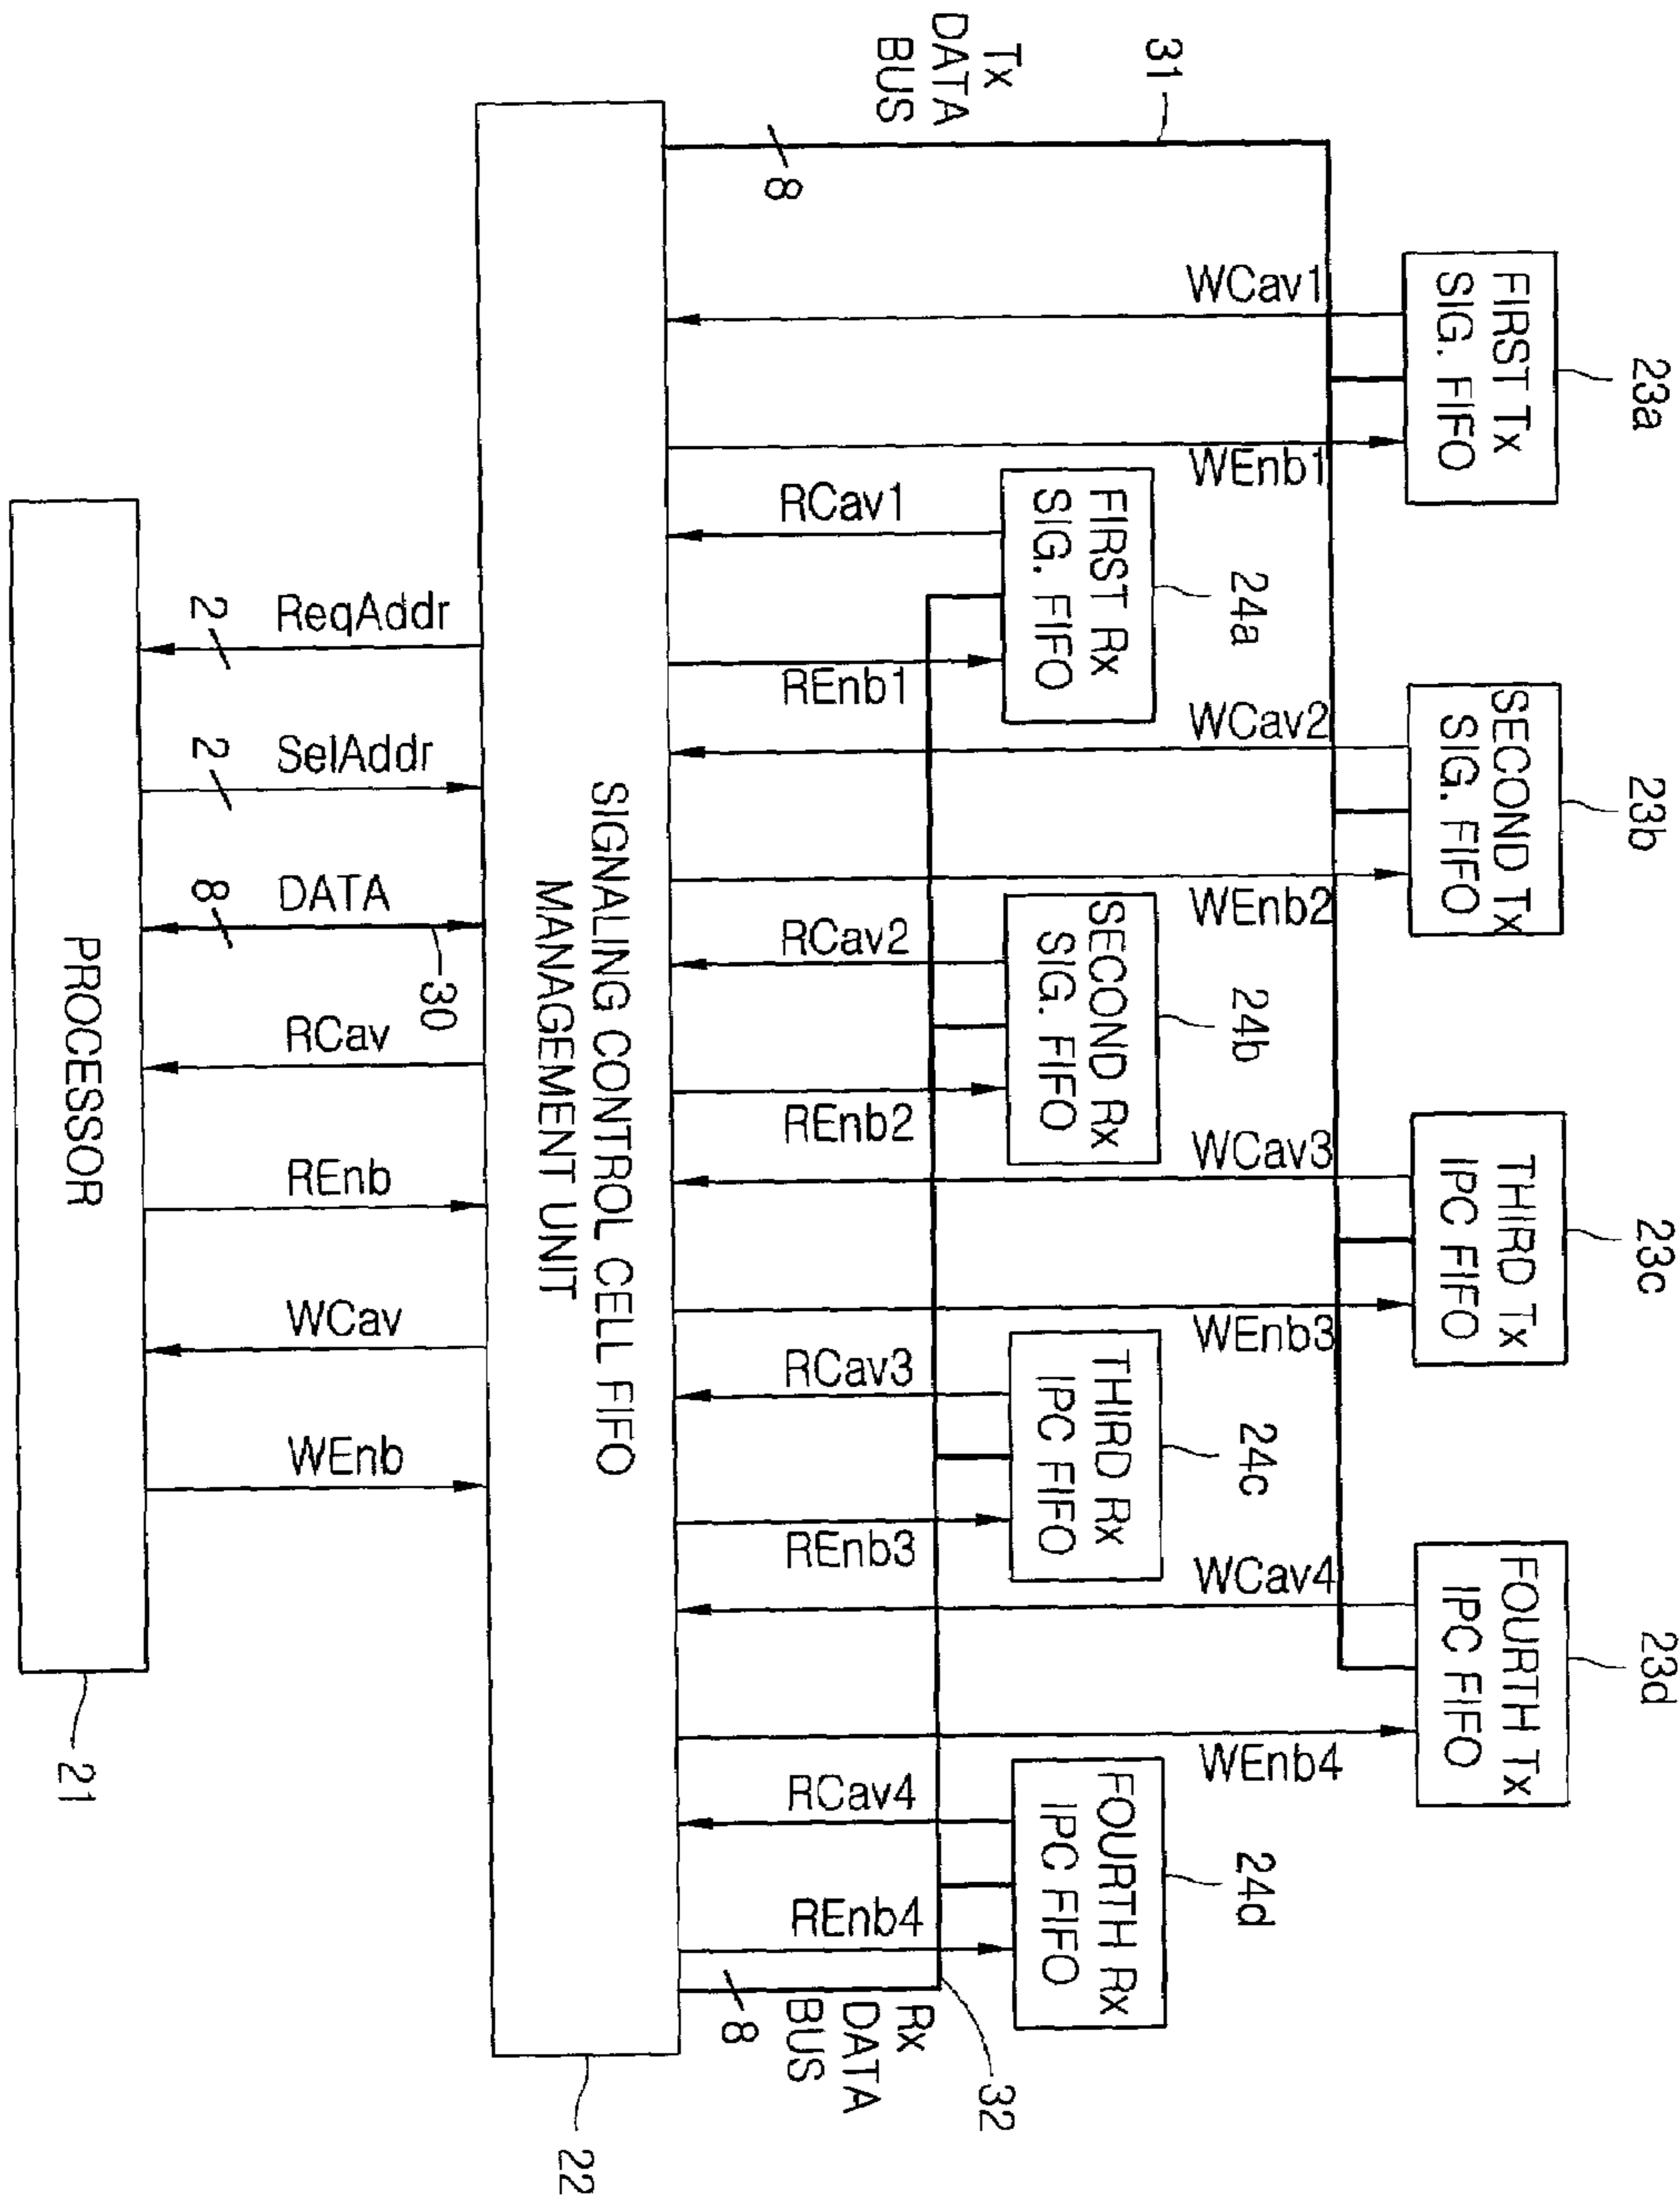 Tx
DATA
BUS
31
8
23a
FIRST Tx
SIG. FIFO
WCav1
WEnb1
24a
FIRST Rx
SIG. FIFO
RCav1
REnb1
23b
SECOND Tx
SIG. FIFO
WCav2
WEnb2
24b
SECOND Rx
SIG. FIFO
RCav2
REnb2
23c
THIRD Tx
IPC FIFO
WCav3
WEnb3
24c
THIRD Rx
IPC FIFO
RCav3
REnb3
23d
FOURTH Tx
IPC FIFO
WCav4
WEnb4
24d
FOURTH Rx
IPC FIFO
RCav4
REnb4
Rx
DATA
BUS
8
32
SIGNALING CONTROL CELL FIFO
MANAGEMENT UNIT
22
ReqAddr
2
SelAddr
2
DATA
8
30
RCav
REnb
WCav
WEnb
PROCESSOR
21